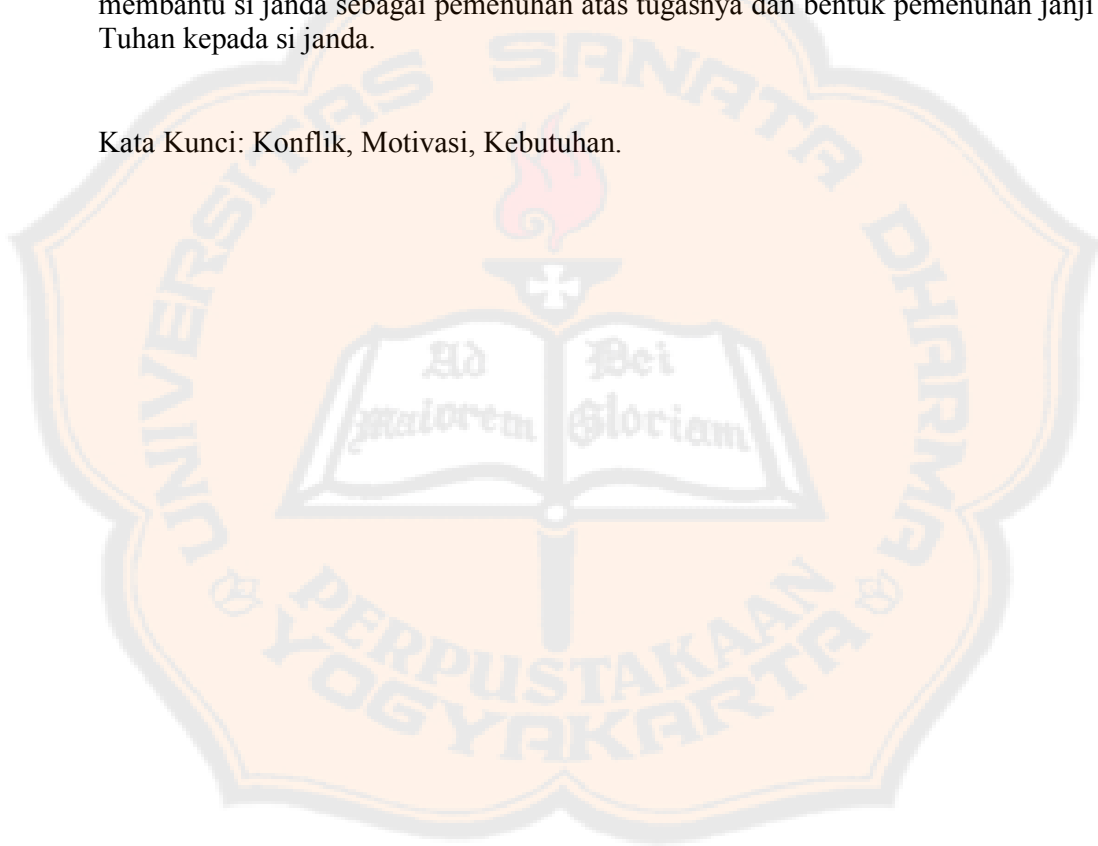 membantu si janda sebagai pemenuhan atas tugasnya dan bentuk pemenuhan janji
Tuhan kepada si janda.
Kata Kunci: Konflik, Motivasi, Kebutuhan.
UNIVERSITAS SANATA DHARMA
Ad
Maiorem
Dei
Gloriam
PERPUSTAKAAN
YOGYAKARTA